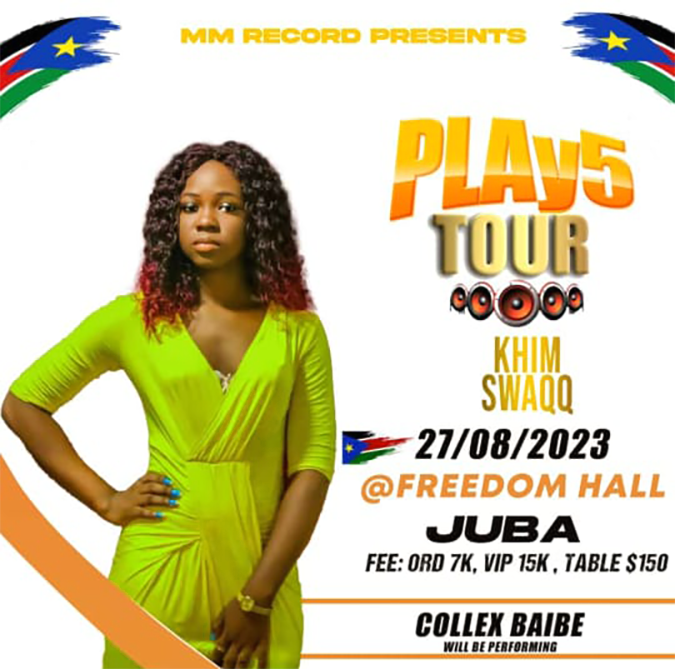 MM RECORD PRESENTS
PLAy5
TOUR
KHIM
SWAQQ
27/08/2023
@FREEDOM HALL
JUBA
FEE: ORD 7K, VIP 15K , TABLE $150
COLLEX BAIBE
WILL BE PERFORMING